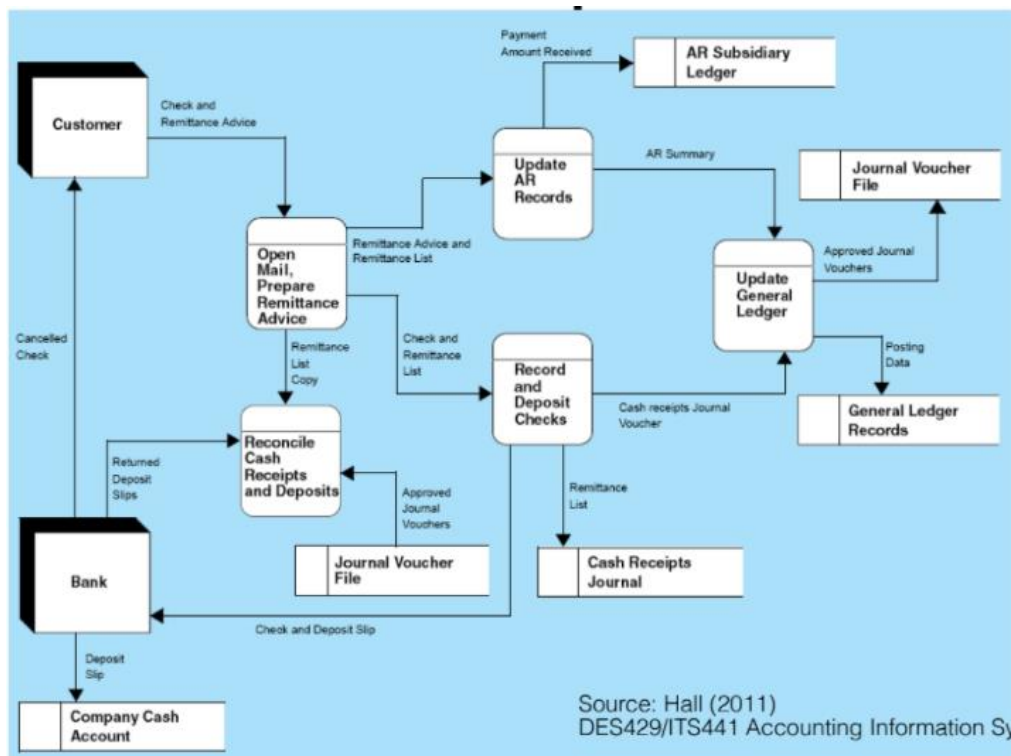 Payment
Amount Received
AR Subsidiary
Ledger
Customer
Check and
Remittance Advice
Update
AR
Records
AR Summary
Journal Voucher
File
Open
Mail,
Prepare
Remittance
Advice
Remittance Advice and
Remittance List
Update
General
Ledger
Approved Journal
Vouchers
Cancelled
Check
Remittance
List
Copy
Check and
Remittance
List
Record
and
Deposit
Checks
Posting
Data
Cash receipts Journal
Voucher
General Ledger
Records
Reconcile
Cash
Receipts
and Deposits
Returned
Deposit
Slips
Approved
Journal
Vouchers
Remittance
List
Bank
Journal Voucher
File
Cash Receipts
Journal
Check and Deposit Slip
Deposit
Slip
Company Cash
Account
Source: Hall (2011)
DES429/ITS441 Accounting Information Sy